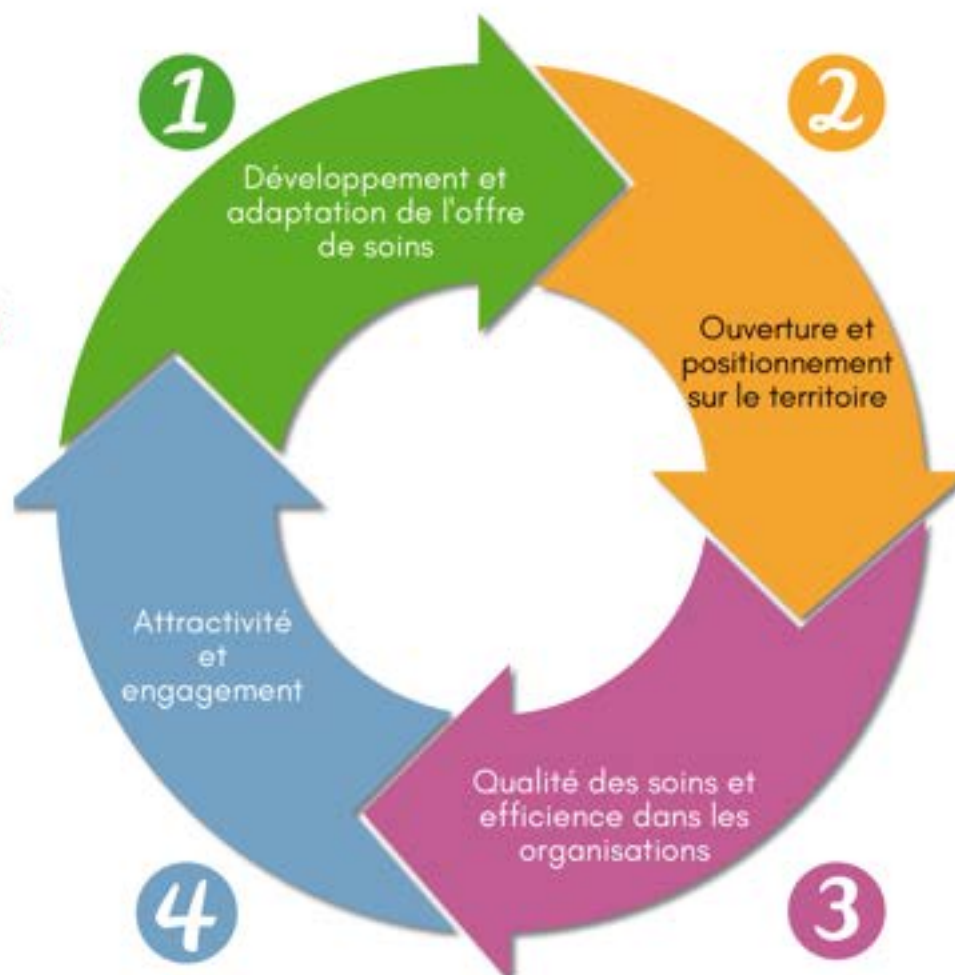 1
Développement et
adaptation de l'offre
de soins
2
Ouverture et
positionnement
sur le territoire
3
Qualité des soins et
efficience dans les
organisations
4
Attractivité
et
engagement